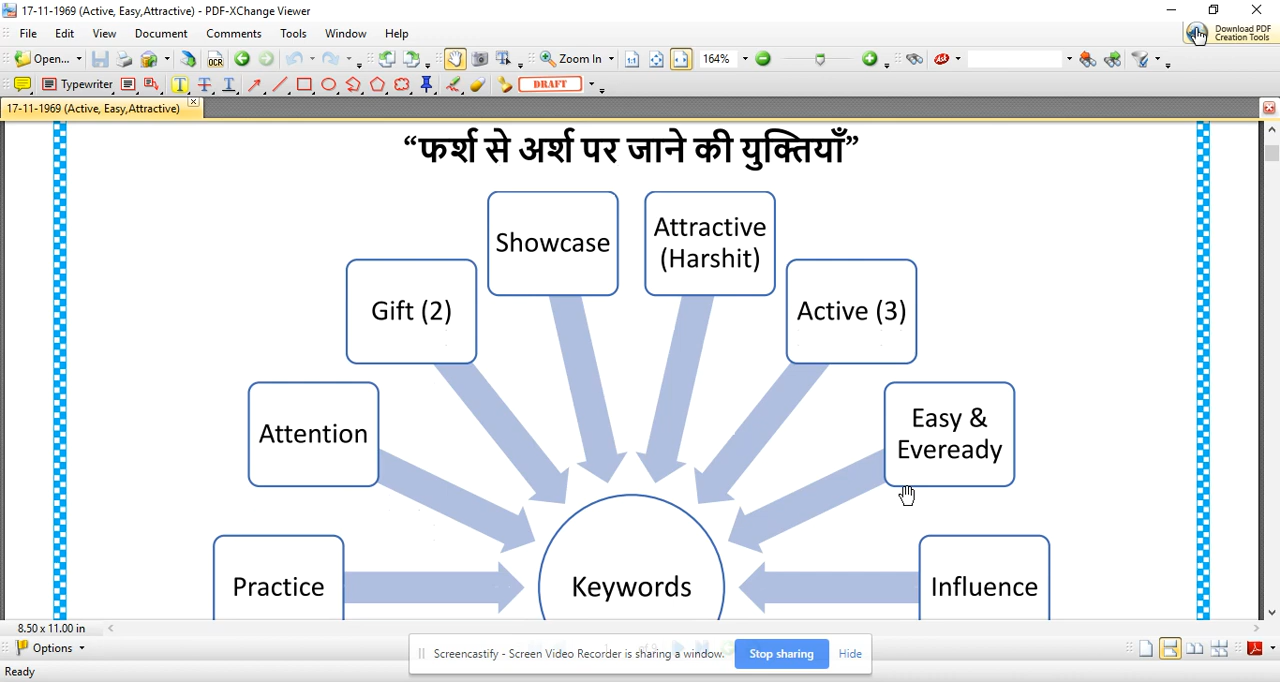 17-11-1969 (Active, Easy,Attractive) - PDF-XChange Viewer
File Edit View Document Comments Tools Window Help
Download PDF
Creation Tools
Open...
OCR
Zoom In
164%
Typewriter
DRAFT
17-11-1969 (Active, Easy,Attractive)
“फर्श से अर्श पर जाने की युक्तियाँ”
Showcase
Attractive
(Harshit)
Gift (2)
Active (3)
Attention
Easy &
Eveready
Practice
Keywords
Influence
8.50 x 11.00 in
Options
Screencastify - Screen Video Recorder is sharing a window.
Stop sharing
Hide
Ready